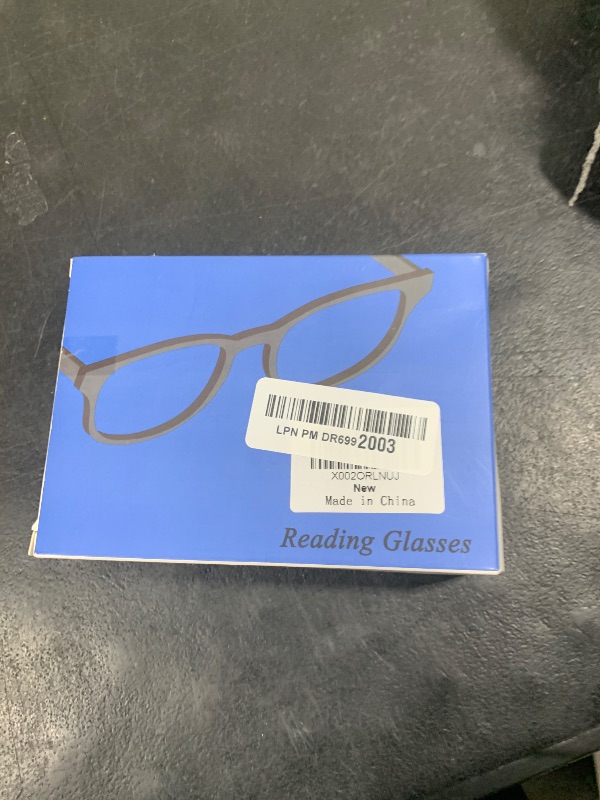 LPN PM DR6992003
X002ORLNUJ
New
Made in China
Reading Glasses